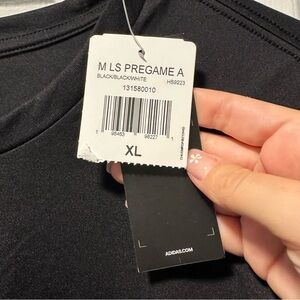 M LS PREGAME A
BLACK/BLACK/WHITE HS9223
131580010
XL
ADIDAS.COM